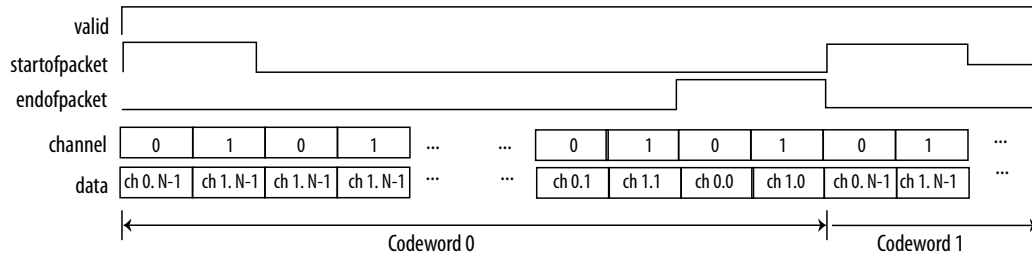 valid
startofpacket
endofpacket
channel 0 1 0 1 ... ... 0 1 0 1 0 1 ...
data ch 0. N-1 ch 1. N-1 ch 1. N-1 ch 1. N-1 ... ... ch 0.1 ch 1.1 ch 0.0 ch 1.0 ch 0. N-1 ch 1. N-1 ...
Codeword 0 Codeword 1